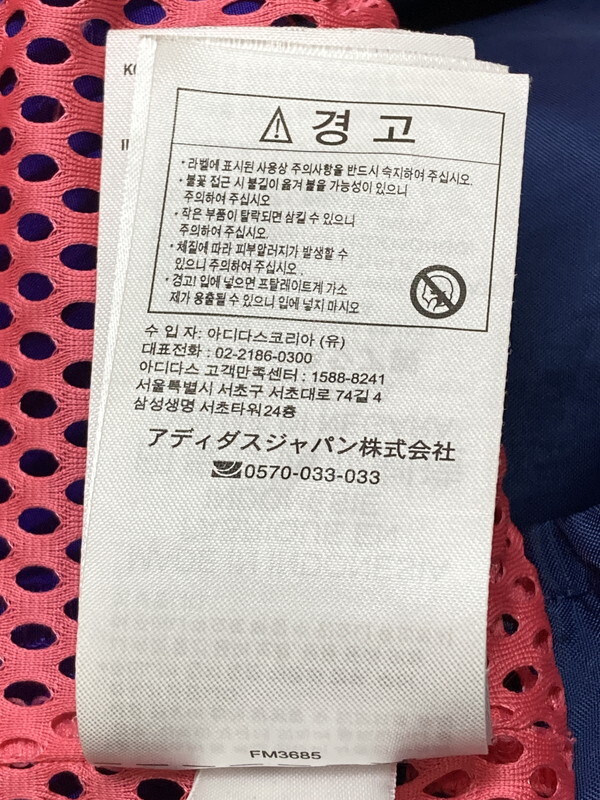 ⚠ 경 고
• 라벨에 표시된 사용상 주의사항을 반드시 숙지하여 주십시오.
• 불꽃 접근 시 불길이 옮겨 붙을 가능성이 있으니
주의하여 주십시오
• 작은 부품이 탈락되면 삼킬 수 있으니
주의하여 주십시오.
• 체질에 따라 피부알러지가 발생할 수
있으니 주의하여 주십시오 .
• 경고! 입에 넣으면 프탈레이트계 가소
제가 용출될 수 있으니 입에 넣지 마시오
수 입 자: 아디다스코리아 (유)
대표전화 : 02-2186-0300
아디다스 고객만족센터 : 1588-8241
서울특별시 서초구 서초대로 74길 4
삼성생명 서초타워24층
アディダスジャパン株式会社
0570-033-033
FM3685